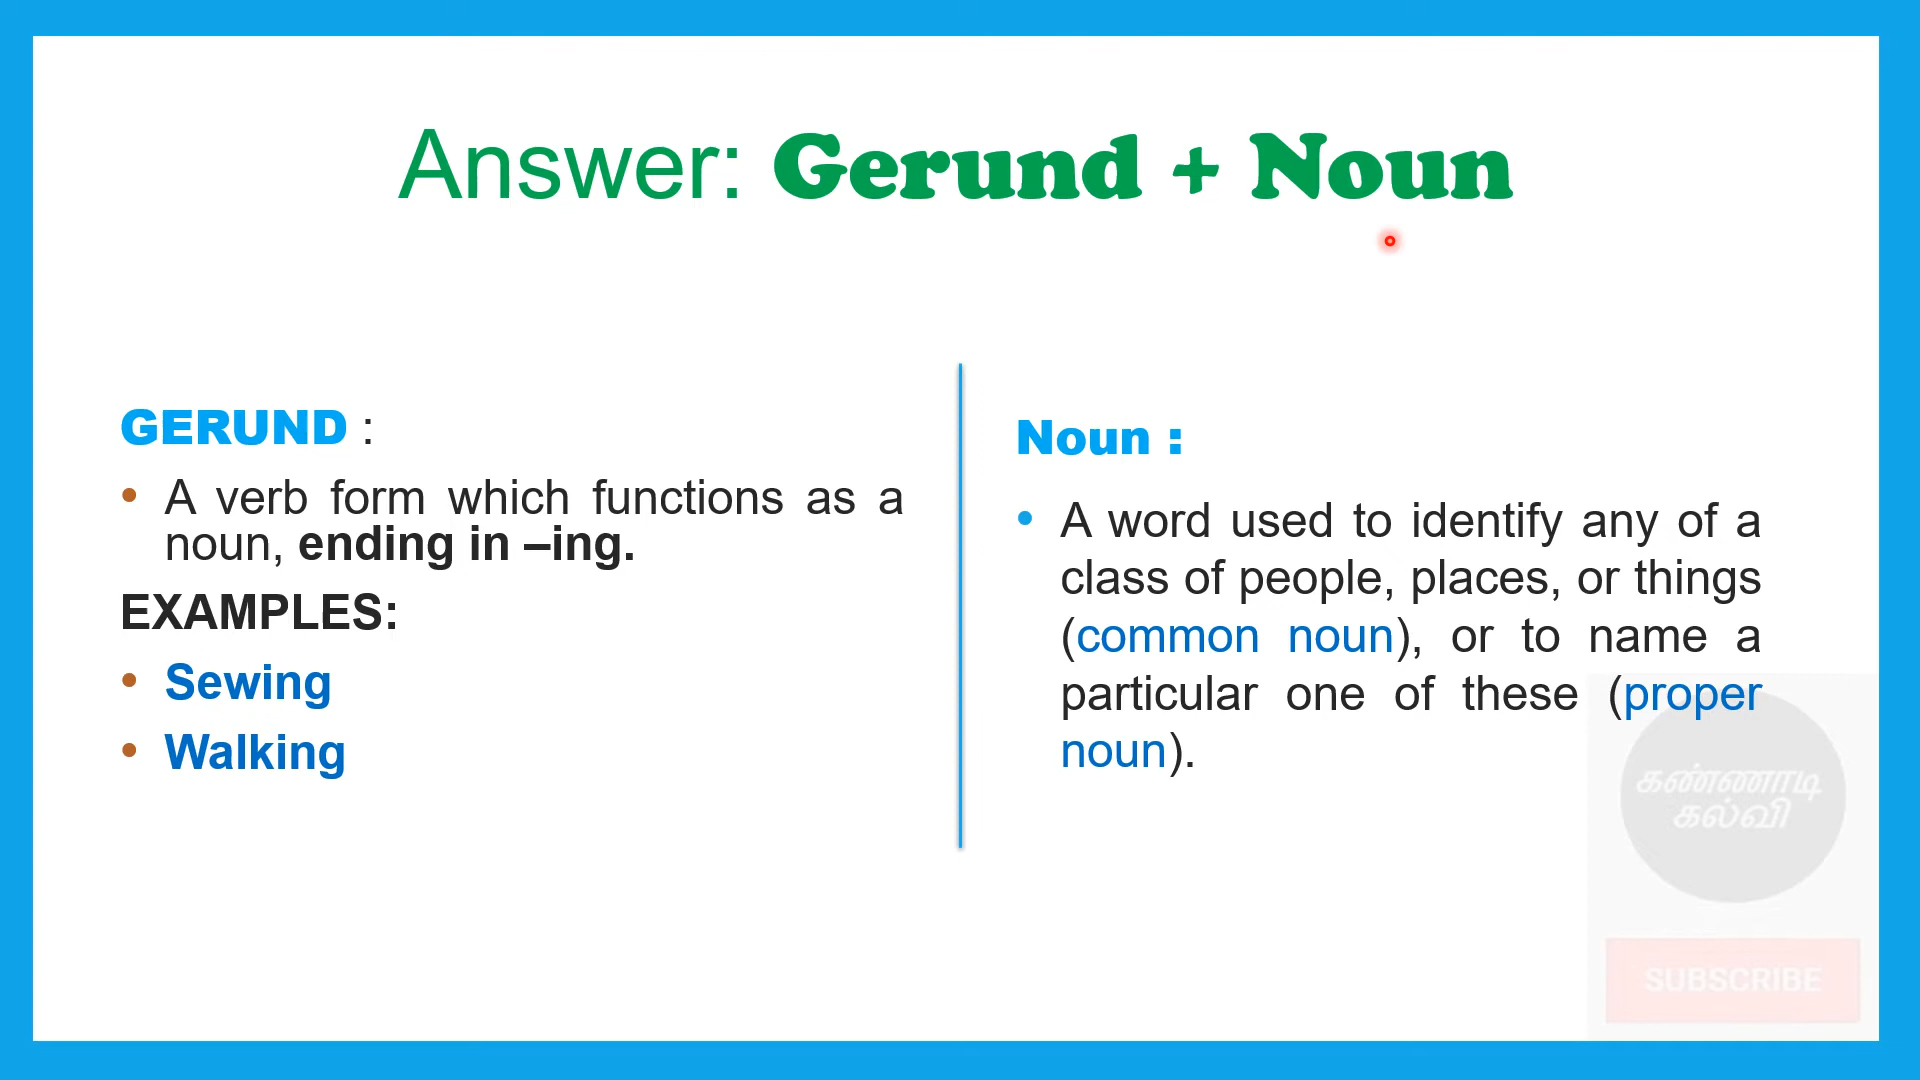 Answer: Gerund + Noun
GERUND :
• A verb form which functions as a
noun, ending in –ing.
EXAMPLES:
• Sewing
• Walking
Noun :
• A word used to identify any of a
class of people, places, or things
(common noun), or to name a
particular one of these (proper
noun).
கண்ணாடி
கல்வி
SUBSCRIBE